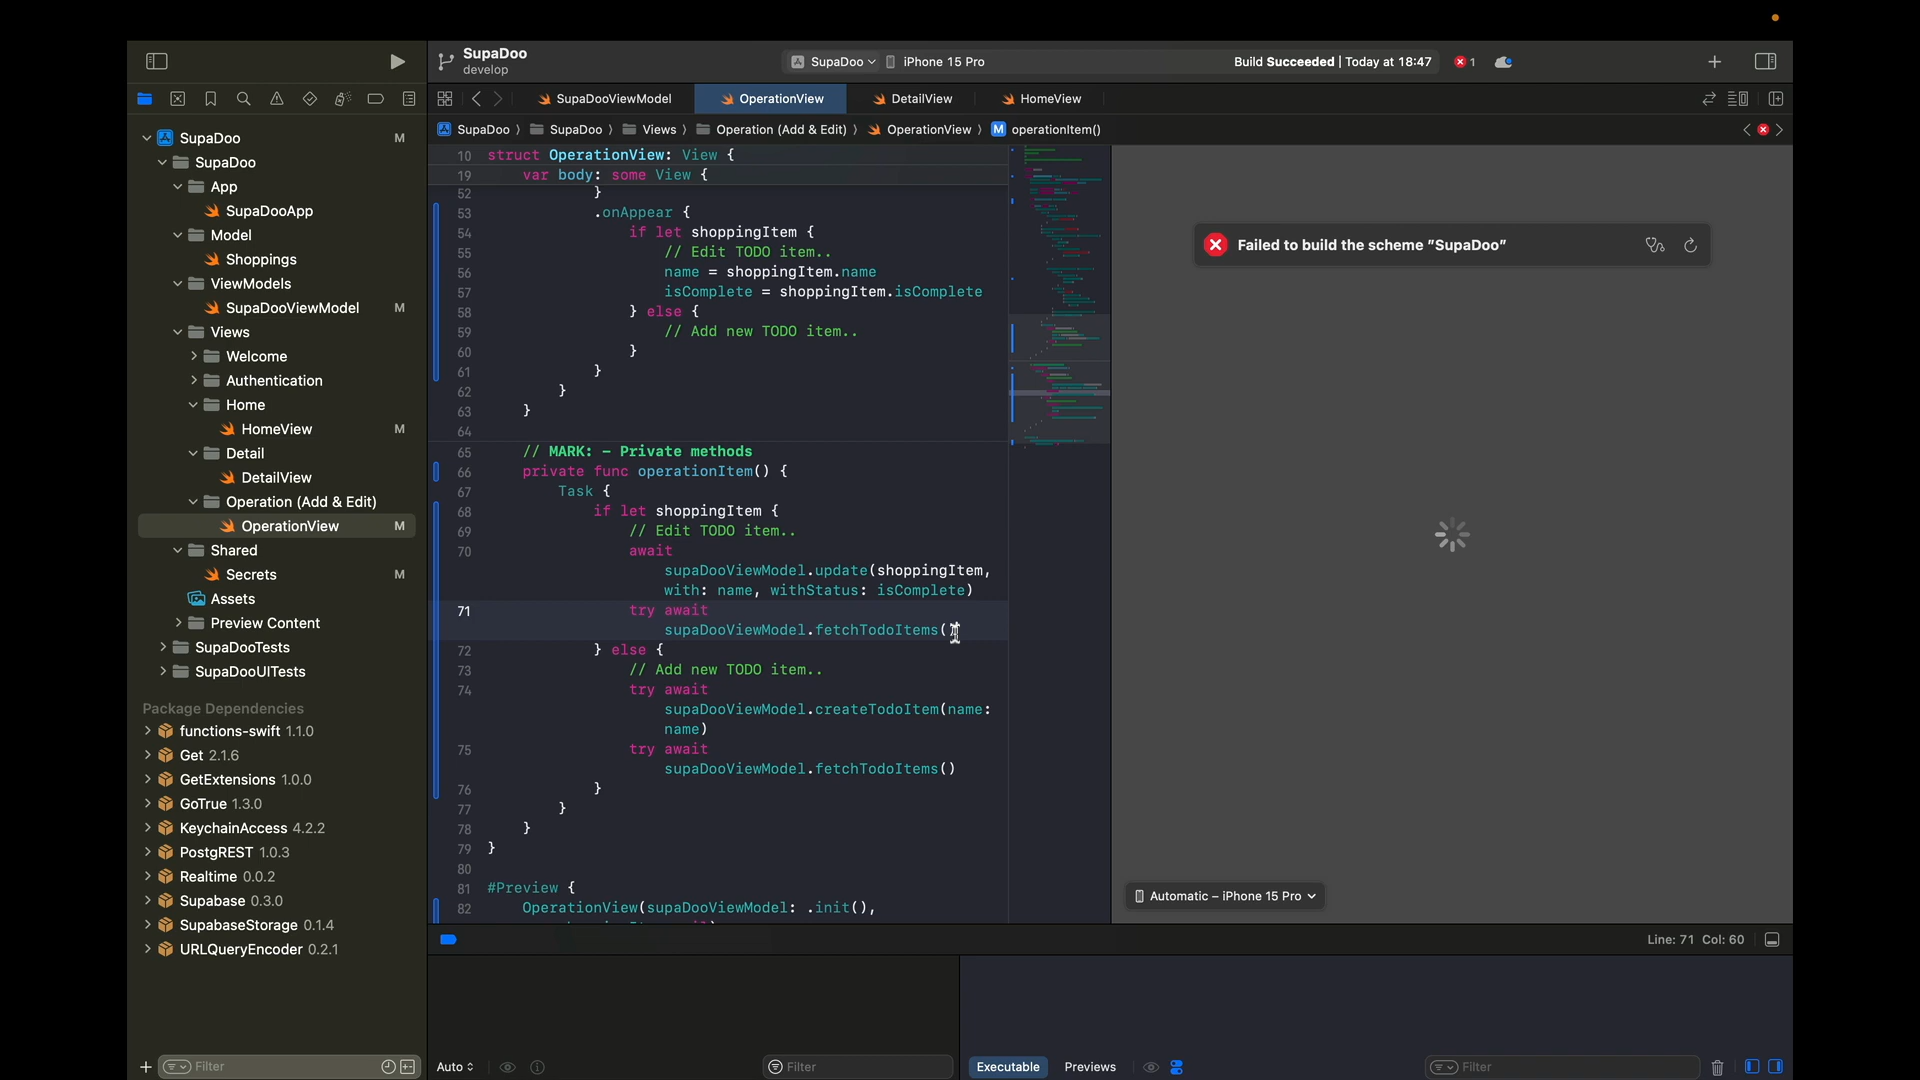 SupaDoo
develop
SupaDoo
iPhone 15 Pro
Build Succeeded | Today at 18:47
1
SupaDooViewModel
OperationView
DetailView
HomeView
SupaDoo
SupaDoo
Views
Operation (Add & Edit)
OperationView
M
operationItem()
SupaDoo
M
SupaDoo
App
SupaDooApp
Model
Shoppings
ViewModels
SupaDooViewModel
M
Views
Welcome
Authentication
Home
HomeView
M
Detail
DetailView
Operation (Add & Edit)
OperationView
M
Shared
Secrets
M
Assets
Preview Content
SupaDooTests
SupaDooUITests
Package Dependencies
functions-swift 1.1.0
Get 2.1.6
GetExtensions 1.0.0
GoTrue 1.3.0
KeychainAccess 4.2.2
PostgREST 1.0.3
Realtime 0.0.2
Supabase 0.3.0
SupabaseStorage 0.1.4
URLQueryEncoder 0.2.1
Filter
10 struct OperationView: View {
19 var body: some View {
52 }
53 .onAppear {
54 if let shoppingItem {
55 // Edit TODO item..
56 name = shoppingItem.name
57 isComplete = shoppingItem.isComplete
58 } else {
59 // Add new TODO item..
60 }
61 }
62 }
63 }
64
65 // MARK: - Private methods
66 private func operationItem() {
67 Task {
68 if let shoppingItem {
69 // Edit TODO item..
70 await
supaDooViewModel.update(shoppingItem,
with: name, withStatus: isComplete)
71 try await
supaDooViewModel.fetchTodoItems()
72 } else {
73 // Add new TODO item..
74 try await
supaDooViewModel.createTodoItem(name:
name)
75 try await
supaDooViewModel.fetchTodoItems()
76 }
77 }
78 }
79 }
80
81 #Preview {
82 OperationView(supaDooViewModel: .init(),
Failed to build the scheme "SupaDoo"
Automatic – iPhone 15 Pro
Line: 71 Col: 60
Auto
Filter
Executable
Previews
Filter